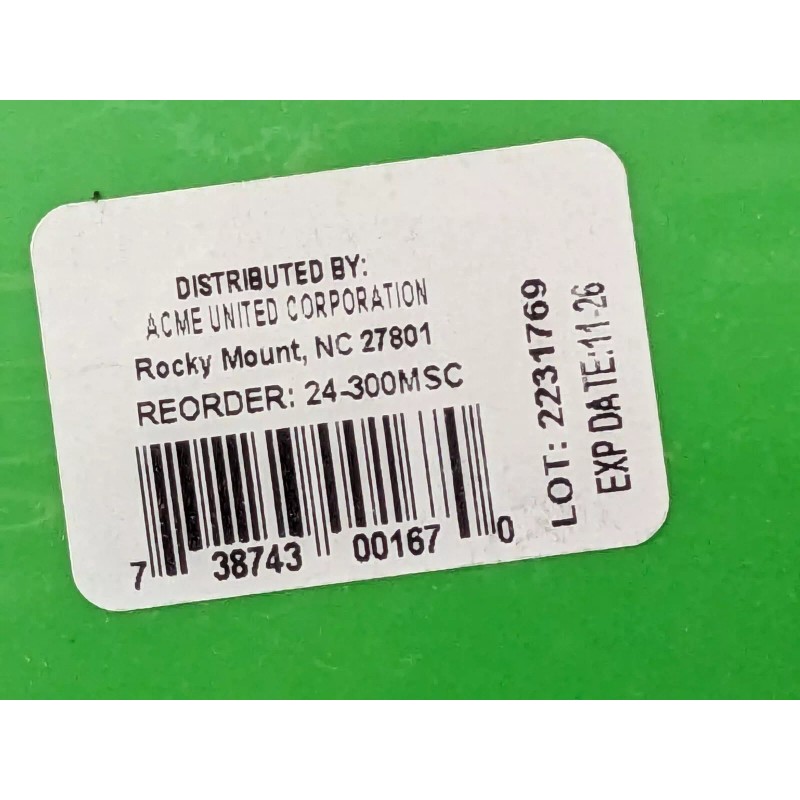 DISTRIBUTED BY:
ACME UNITED CORPORATION
Rocky Mount, NC 27801
REORDER: 24-300MSC
7 38743 00167 0
LOT: 2231769
EXP DATE:11-26